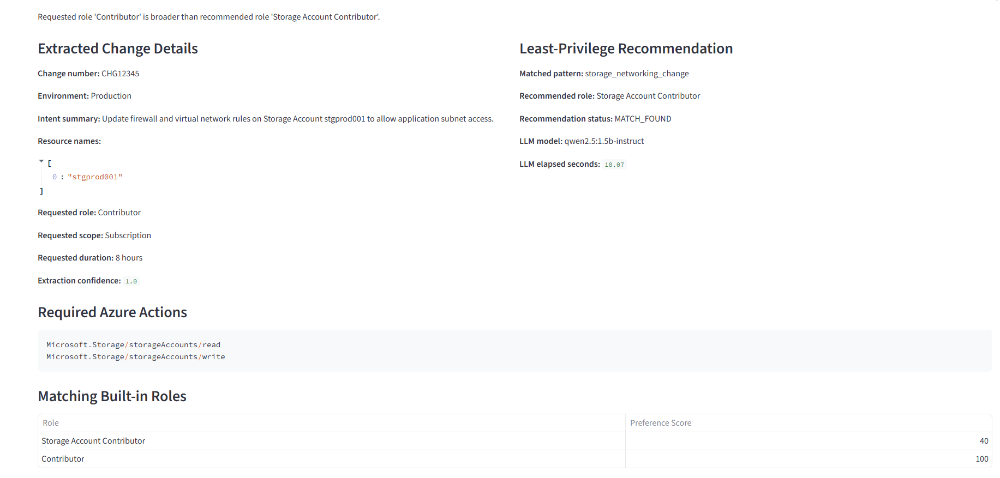 Requested role 'Contributor' is broader than recommended role 'Storage Account Contributor'.
Extracted Change Details
Change number: CHG12345
Environment: Production
Intent summary: Update firewall and virtual network rules on Storage Account stgprod001 to allow application subnet access.
Resource names:
[
0 : "stgprod001"
]
Requested role: Contributor
Requested scope: Subscription
Requested duration: 8 hours
Extraction confidence: 1.0
Least-Privilege Recommendation
Matched pattern: storage_networking_change
Recommended role: Storage Account Contributor
Recommendation status: MATCH_FOUND
LLM model: qwen2.5:1.5b-instruct
LLM elapsed seconds: 10.07
Required Azure Actions
Microsoft.Storage/storageAccounts/read
Microsoft.Storage/storageAccounts/write
Matching Built-in Roles
Role Preference Score
Storage Account Contributor 40
Contributor 100